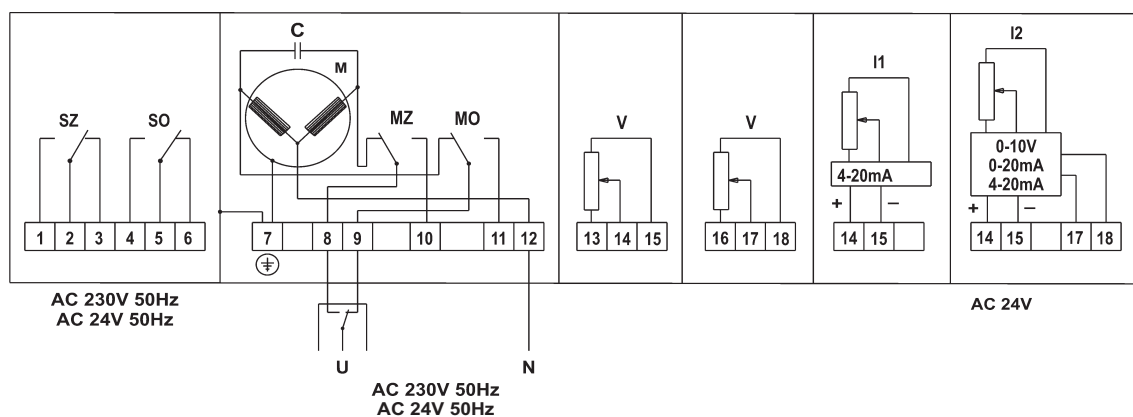 C
M
SZ SO
MZ MO
V
V
I1
4-20mA
+ –
I2
0-10V
0-20mA
4-20mA
+ –
1 2 3 4 5 6
7 8 9 10 11 12
13 14 15
16 17 18
14 15
14 15 17 18
AC 230V 50Hz
AC 24V 50Hz
U N
AC 230V 50Hz
AC 24V 50Hz
AC 24V